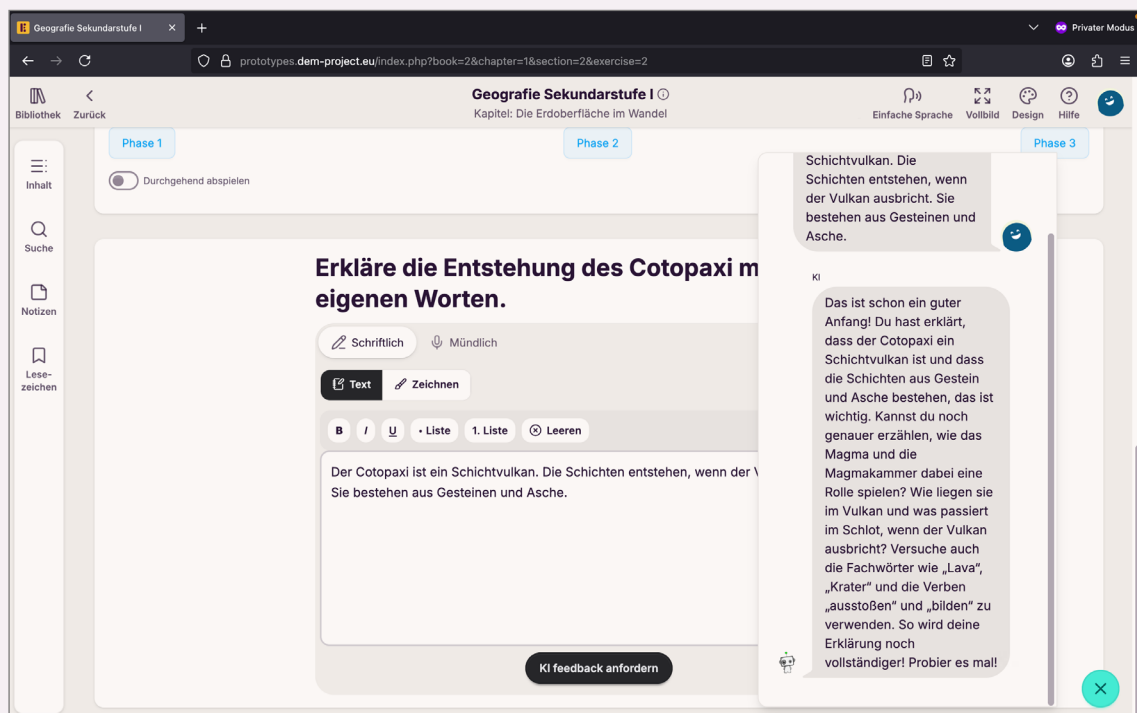 Geografie Sekundarstufe I
Privater Modus
prototypes.dem-project.eu/index.php?book=2&chapter=1&section=2&exercise=2
Bibliothek
Zurück
Geografie Sekundarstufe I
Kapitel: Die Erdoberfläche im Wandel
Einfache Sprache
Vollbild
Design
Hilfe
Inhalt
Suche
Notizen
Lese-
zeichen
Phase 1
Phase 2
Phase 3
Durchgehend abspielen
Erkläre die Entstehung des Cotopaxi m
eigenen Worten.
Schriftlich
Mündlich
Text
Zeichnen
B
I
U
• Liste
1. Liste
Leeren
Der Cotopaxi ist ein Schichtvulkan. Die Schichten entstehen, wenn der V
Sie bestehen aus Gesteinen und Asche.
KI feedback anfordern
Schichtvulkan. Die
Schichten entstehen, wenn
der Vulkan ausbricht. Sie
bestehen aus Gesteinen und
Asche.
KI
Das ist schon ein guter
Anfang! Du hast erklärt,
dass der Cotopaxi ein
Schichtvulkan ist und dass
die Schichten aus Gestein
und Asche bestehen, das ist
wichtig. Kannst du noch
genauer erzählen, wie das
Magma und die
Magmakammer dabei eine
Rolle spielen? Wie liegen sie
im Vulkan und was passiert
im Schlot, wenn der Vulkan
ausbricht? Versuche auch
die Fachwörter wie „Lava“,
„Krater“ und die Verben
„ausstoßen“ und „bilden“ zu
verwenden. So wird deine
Erklärung noch
vollständiger! Probier es mal!